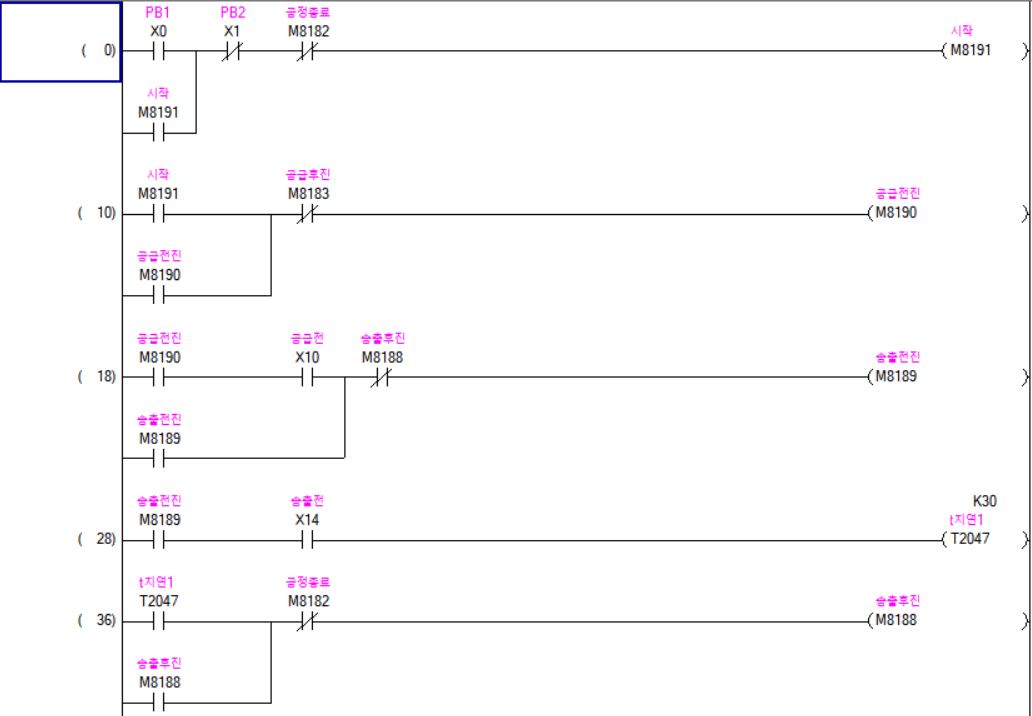 PB1 PB2 공정종료
X0 X1 M8182 시작
( 0) ( M8191 )
시작
M8191
시작 공급후진
M8191 M8183 공급전진
( 10) ( M8190 )
공급전진
M8190
공급전진 공급전 송출후진
M8190 X10 M8188 송출전진
( 18) ( M8189 )
송출전진
M8189
송출전진 송출전 K30
M8189 X14 t지연1
( 28) ( T2047 )
t지연1 공정종료
T2047 M8182 송출후진
( 36) ( M8188 )
송출후진
M8188